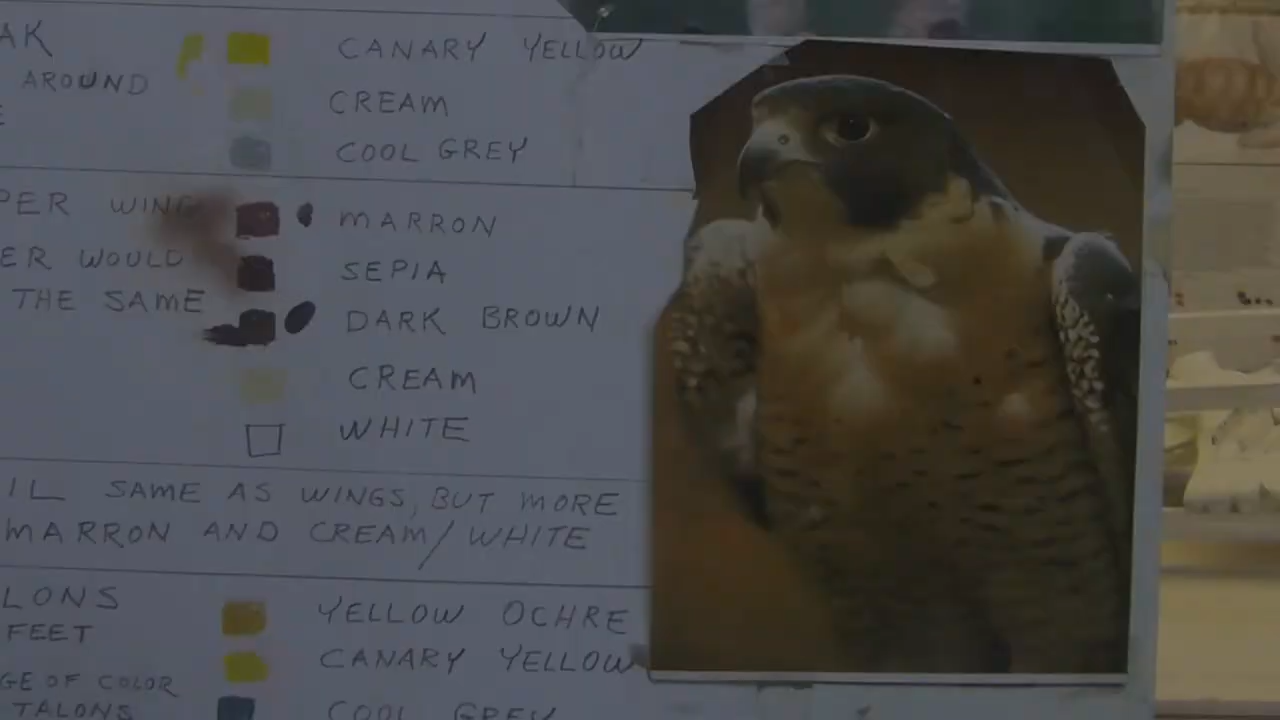 AK
AROUND
E
CANARY YELLOW
CREAM
COOL GREY
PER WING
ER WOULD
THE SAME
MARRON
SEPIA
DARK BROWN
CREAM
WHITE
IL SAME AS WINGS, BUT MORE
MARRON AND CREAM/WHITE
LONS
FEET
GE OF COLOR
TALONS
YELLOW OCHRE
CANARY YELLOW
COOL GREY